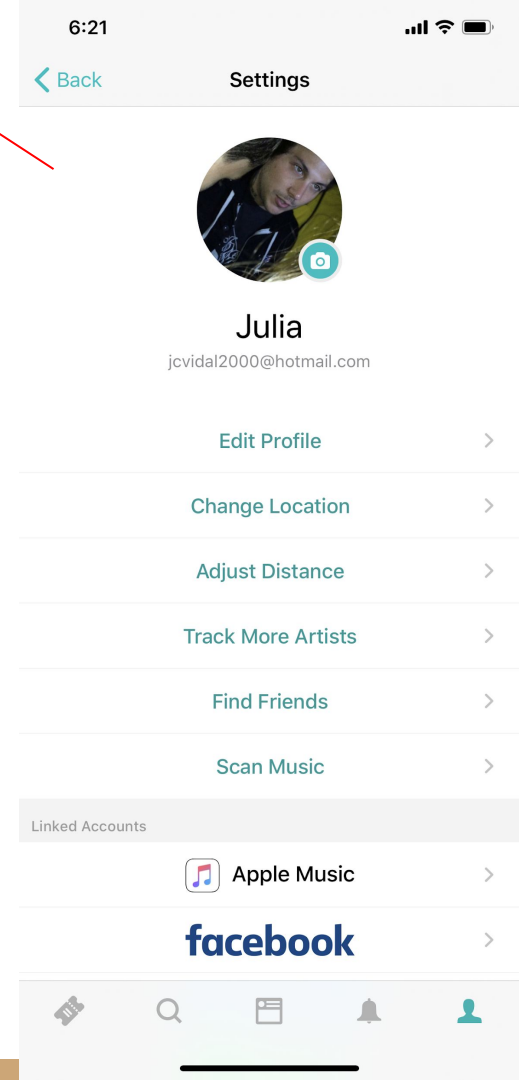 6:21
Back
Settings
Julia
jcvidal2000@hotmail.com
Edit Profile
Change Location
Adjust Distance
Track More Artists
Find Friends
Scan Music
Linked Accounts
Apple Music
facebook